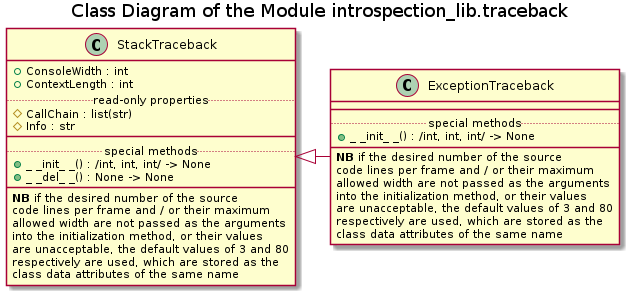 Class Diagram of the Module introspection_lib.traceback
C StackTraceback
ConsoleWidth : int
ContextLength : int
read-only properties
CallChain : list(str)
Info : str
special methods
_ _init_ _() : /int, int, int/ -> None
_ _del_ _() : None -> None
NB if the desired number of the source
code lines per frame and / or their maximum
allowed width are not passed as the arguments
into the initialization method, or their values
are unacceptable, the default values of 3 and 80
respectively are used, which are stored as the
class data attributes of the same name
C ExceptionTraceback
special methods
_ _init_ _() : /int, int, int/ -> None
NB if the desired number of the source
code lines per frame and / or their maximum
allowed width are not passed as the arguments
into the initialization method, or their values
are unacceptable, the default values of 3 and 80
respectively are used, which are stored as the
class data attributes of the same name